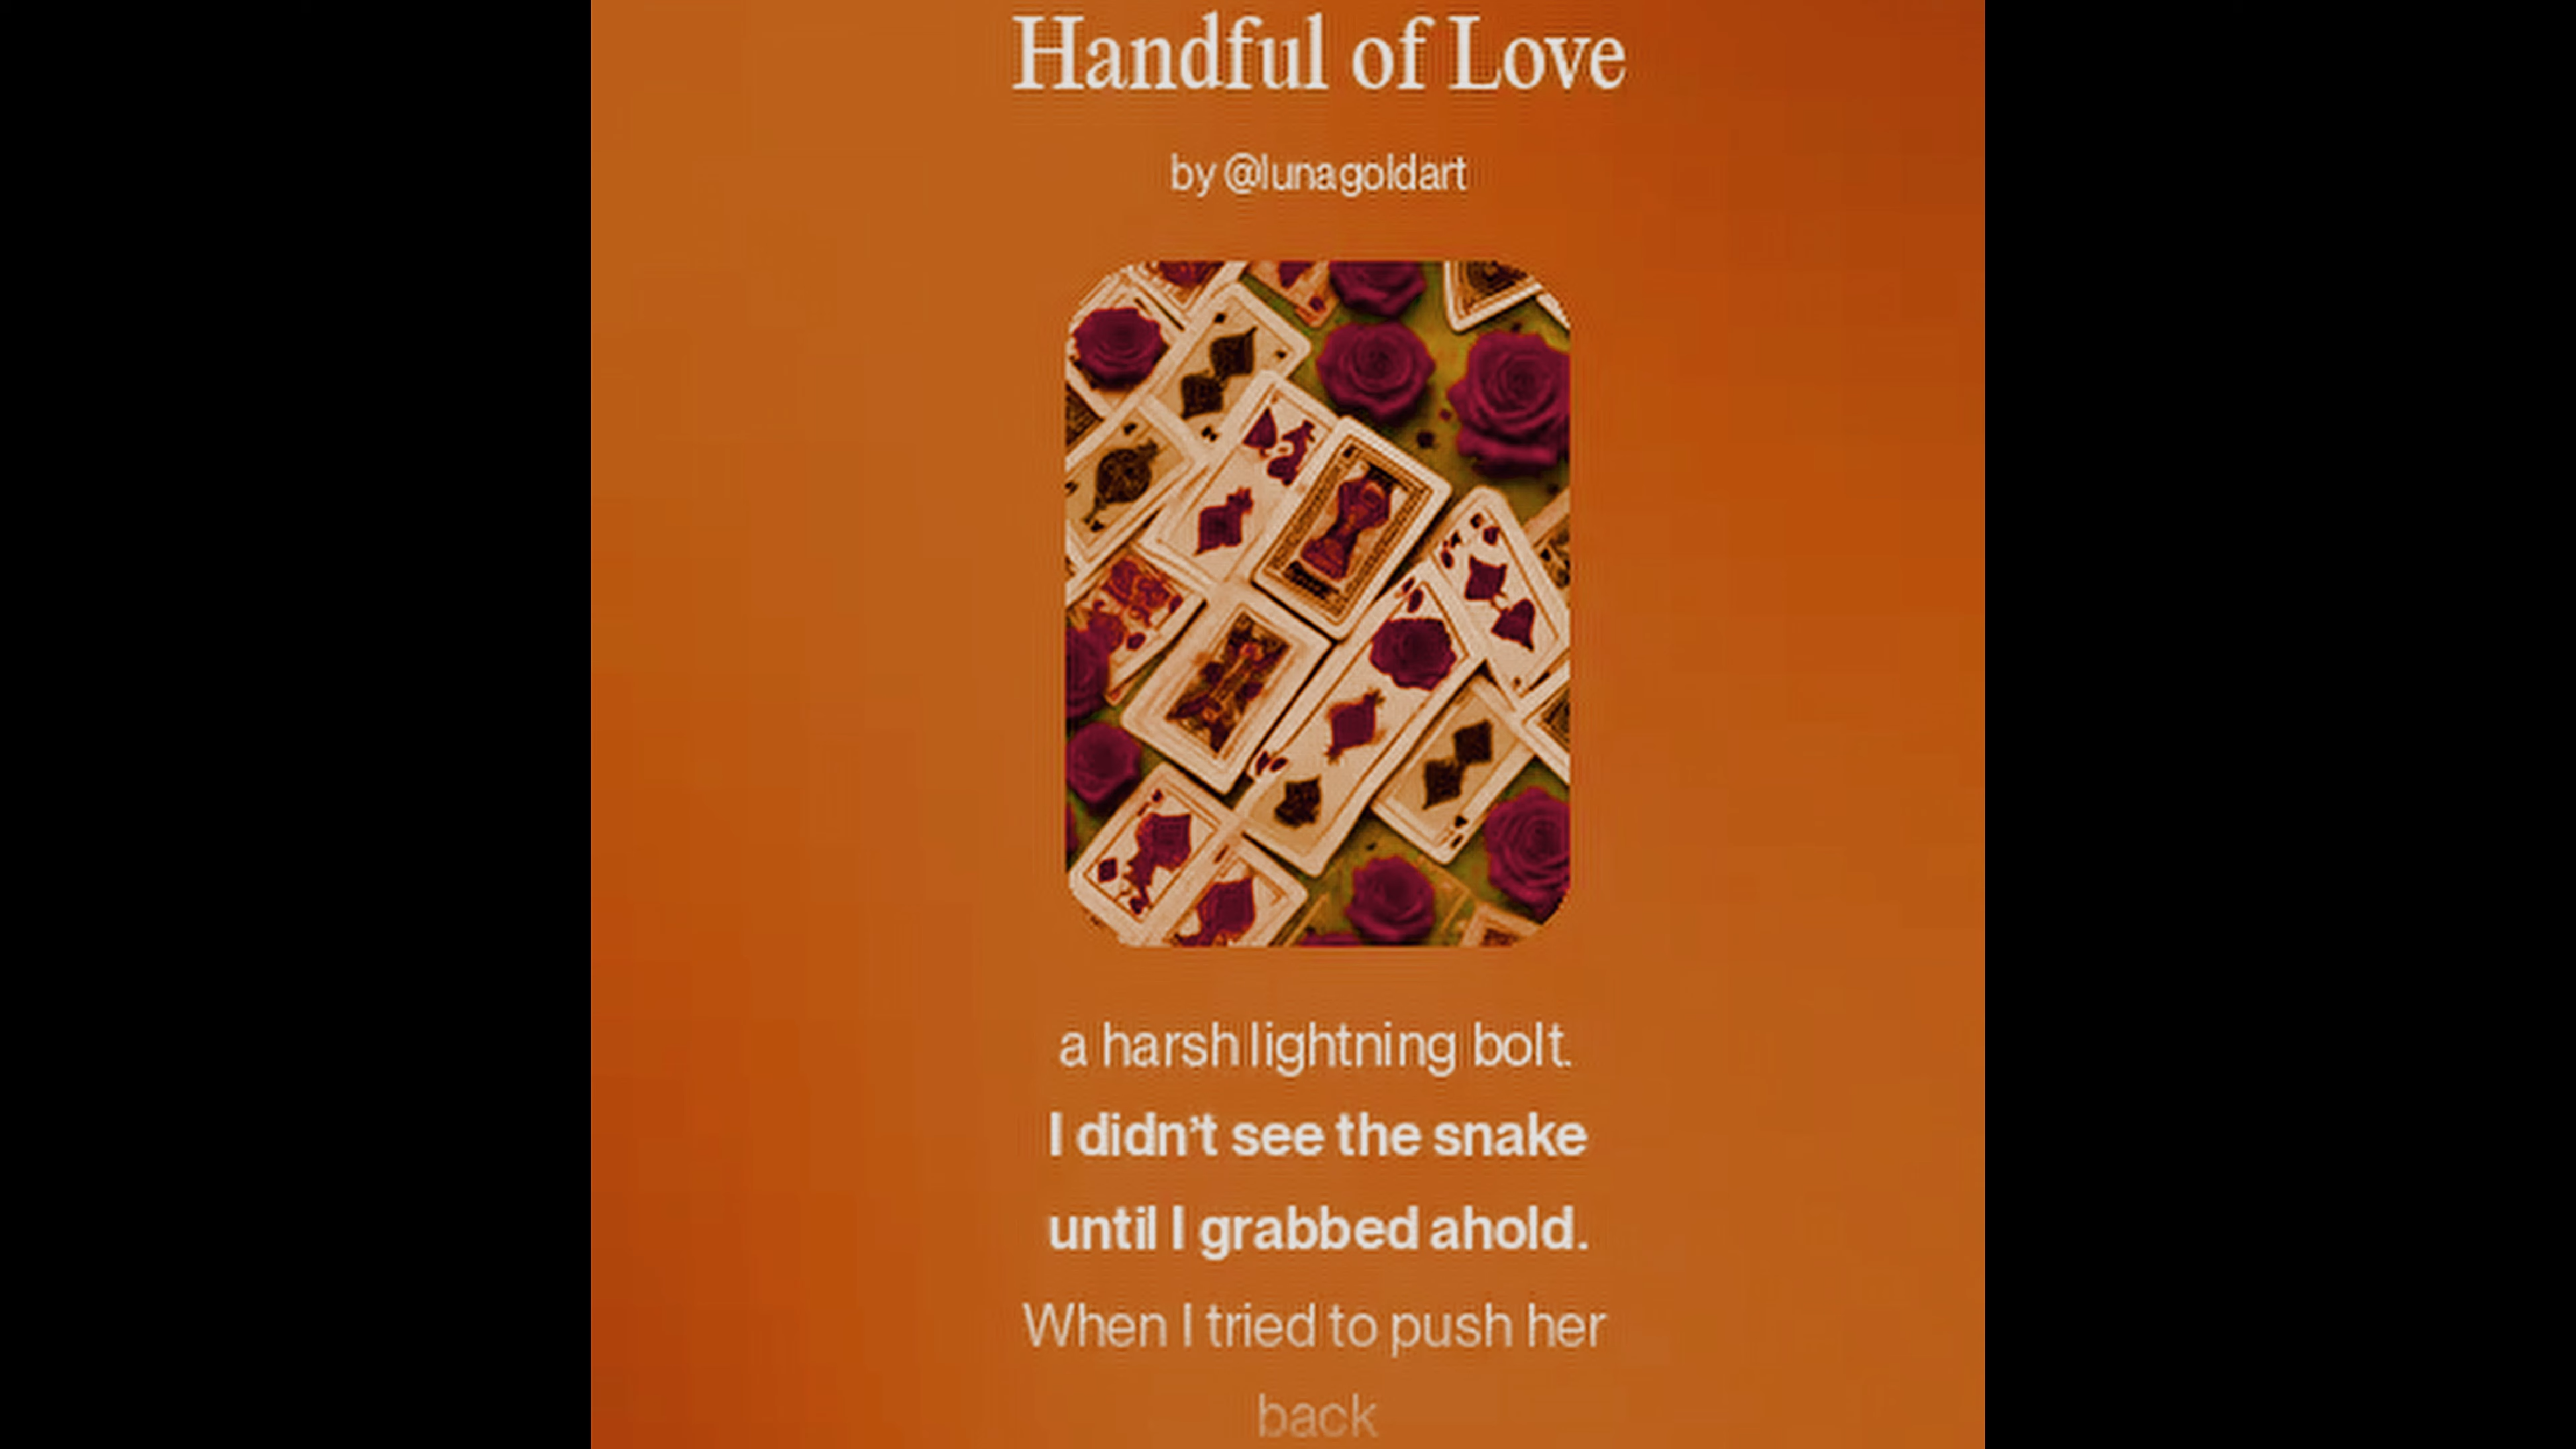 Handful of Love
by @lunagoldart
a harsh lightning bolt.
I didn’t see the snake
until I grabbed ahold.
When I tried to push her
back